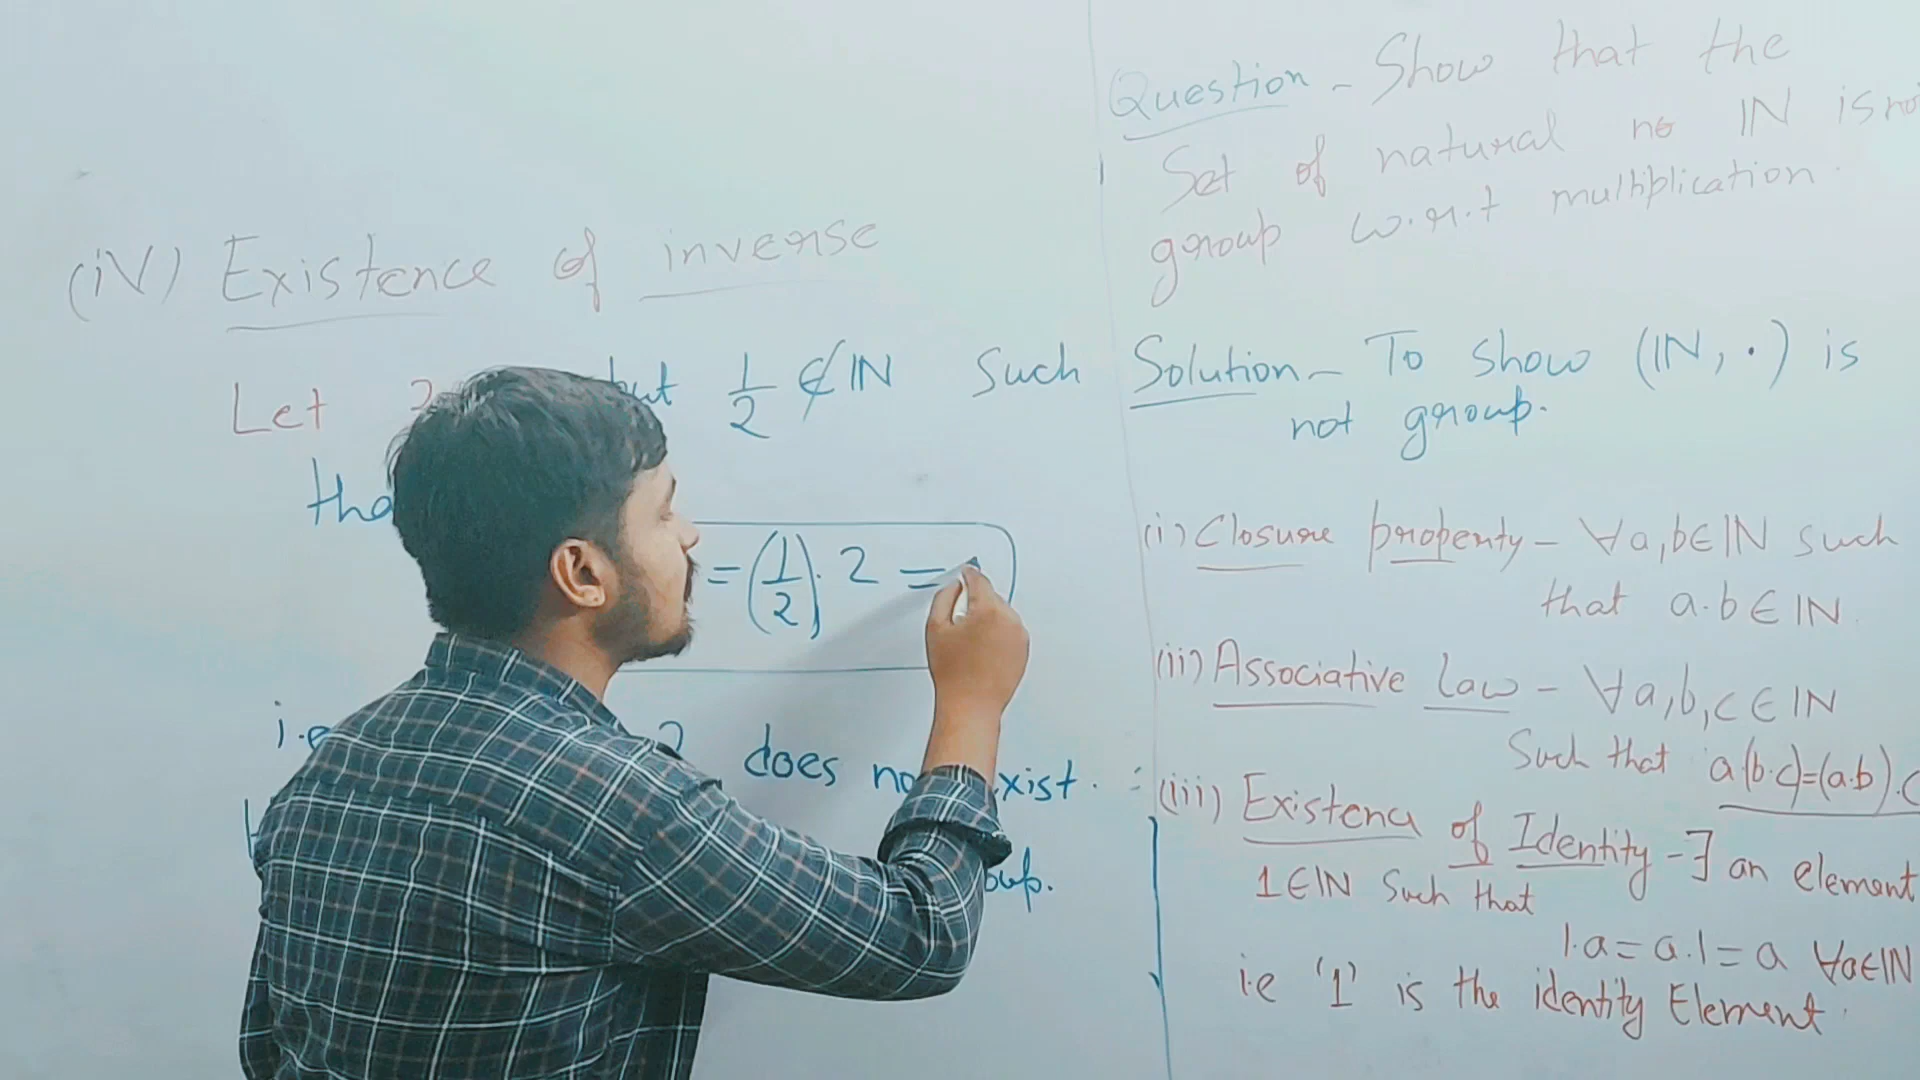 Question - Show that the
Set of natural no IN is
group w.r.t multiplication.
Solution - To show (IN, ·) is
not group.
(i) Closure property - ∀a,b∈IN such
that a.b∈IN.
(ii) Associative law - ∀a,b,c∈IN
Such that a.(b.c)=(a.b).c
(iii) Existence of Identity - ∃ an element
1∈IN Such that
1.a=a.1=a ∀a∈IN
i.e '1' is the identity Element.
(iV) Existence of inverse
Let but 1/2 ∉ IN Such
= (1/2). 2 =
i.e 2 does